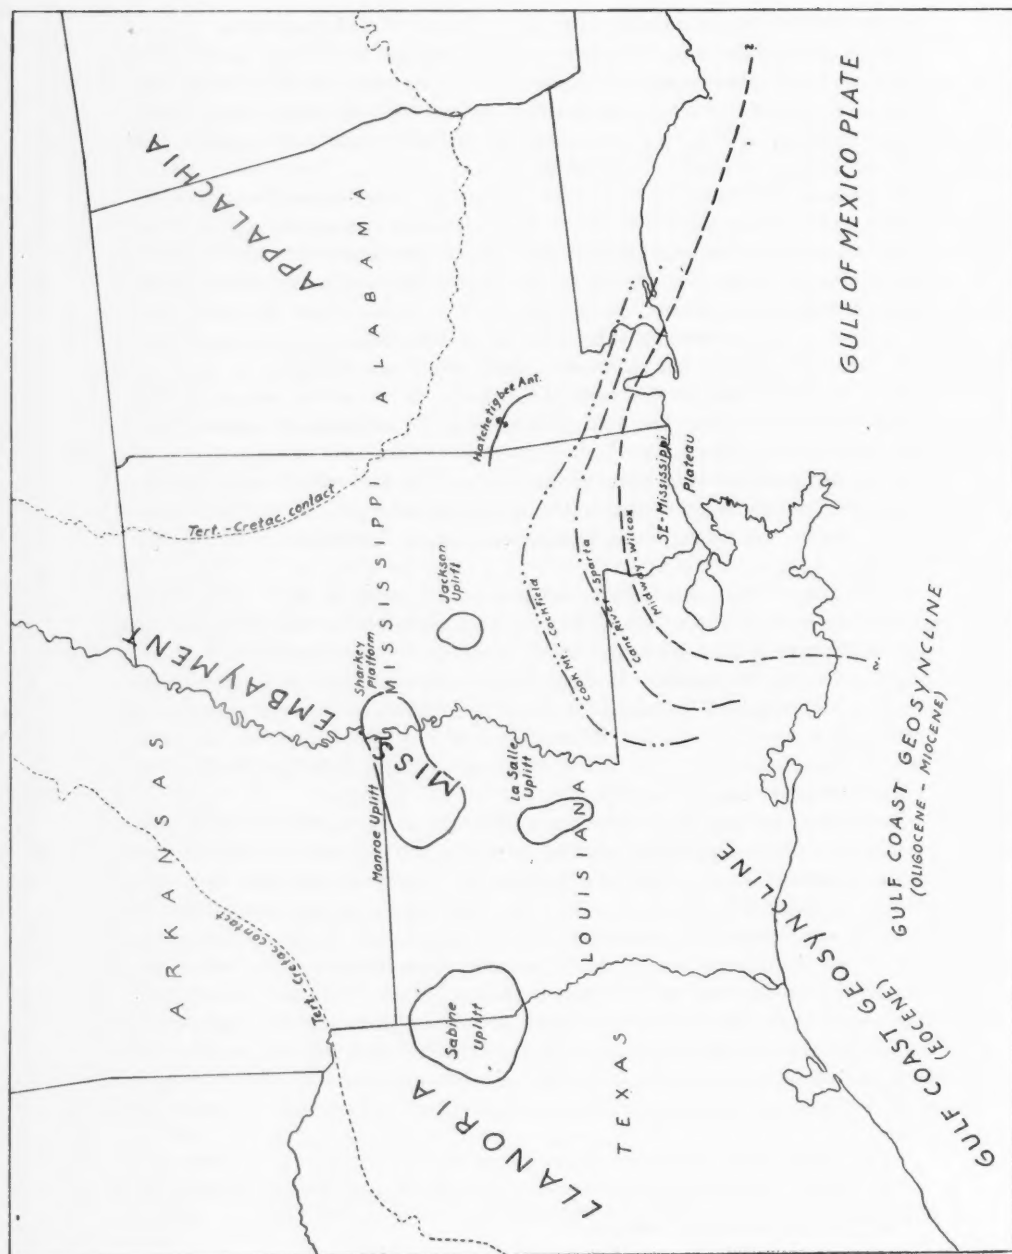 APPALACHIA
ALABAMA
GULF OF MEXICO PLATE
Hatchetigbee Ant.
Tert.-Cretac. contact
MISSISSIPPI
SE-Mississippi
Plateau
Jackson
Uplift
Cook Mt. - Cockfield
Cane River - Sparta
Midway - Wilcox
?
?
Sharkey
Platform
MISS.
EMBAYMENT
ARKANSAS
Monroe Uplift
La Salle
Uplift
LOUISIANA
GULF COAST GEOSYNCLINE
(OLIGOCENE - MIOCENE)
GULF COAST GEOSYNCLINE
(EOCENE)
Tert. Cretac contact
Sabine
Uplift
LLANORIA
TEXAS